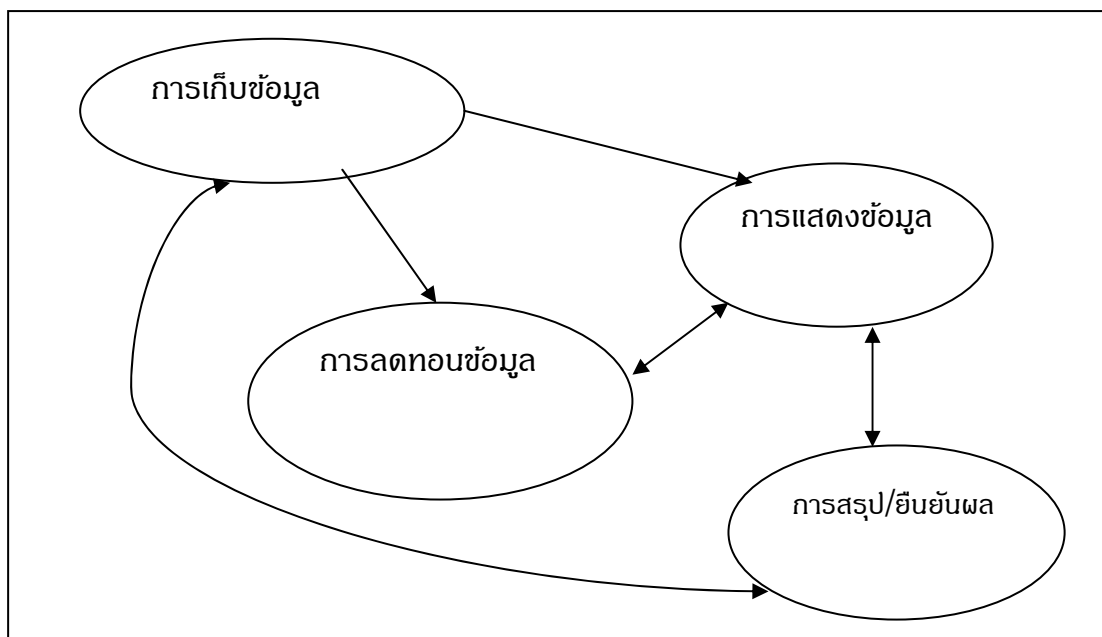 การเก็บข้อมูล
การแสดงข้อมูล
การลดทอนข้อมูล
การสรุป/ยืนยันผล